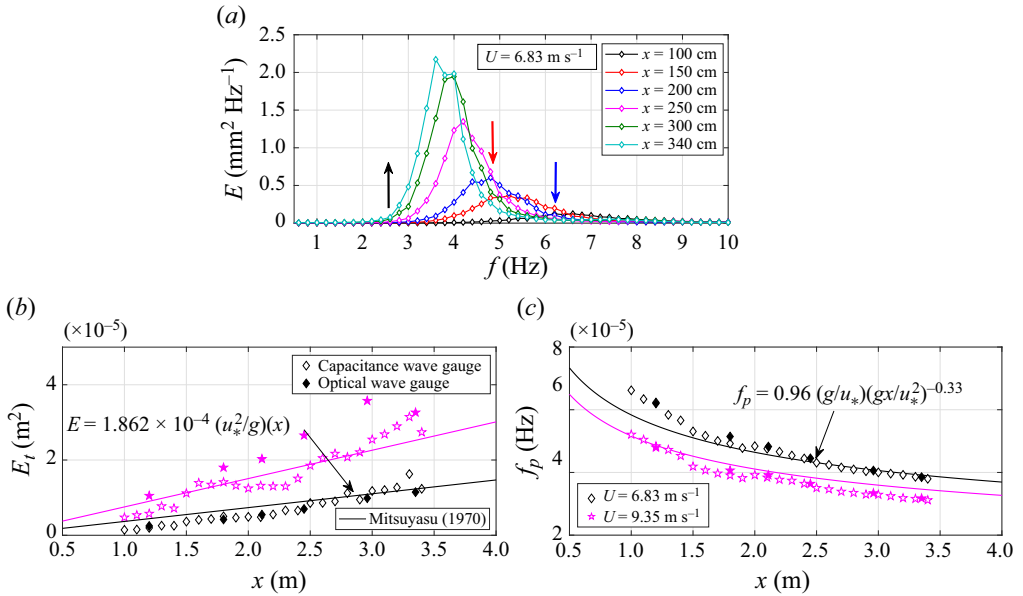 (a)
2.5
2.0
1.5
1.0
0.5
0
E (mm² Hz⁻¹)
U = 6.83 m s⁻¹
x = 100 cm
x = 150 cm
x = 200 cm
x = 250 cm
x = 300 cm
x = 340 cm
1 2 3 4 5 6 7 8 9 10
f (Hz)
(b)
(×10⁻⁵)
4
2
0
E_t (m²)
Capacitance wave gauge
Optical wave gauge
E = 1.862 × 10⁻⁴ (u_*²/g)(x)
Mitsuyasu (1970)
0.5 1.0 1.5 2.0 2.5 3.0 3.5 4.0
x (m)
(c)
(×10⁻⁵)
8
6
4
2
f_p (Hz)
f_p = 0.96 (g/u_*)(gx/u_*²)^−0.33
U = 6.83 m s⁻¹
U = 9.35 m s⁻¹
0.5 1.0 1.5 2.0 2.5 3.0 3.5 4.0
x (m)